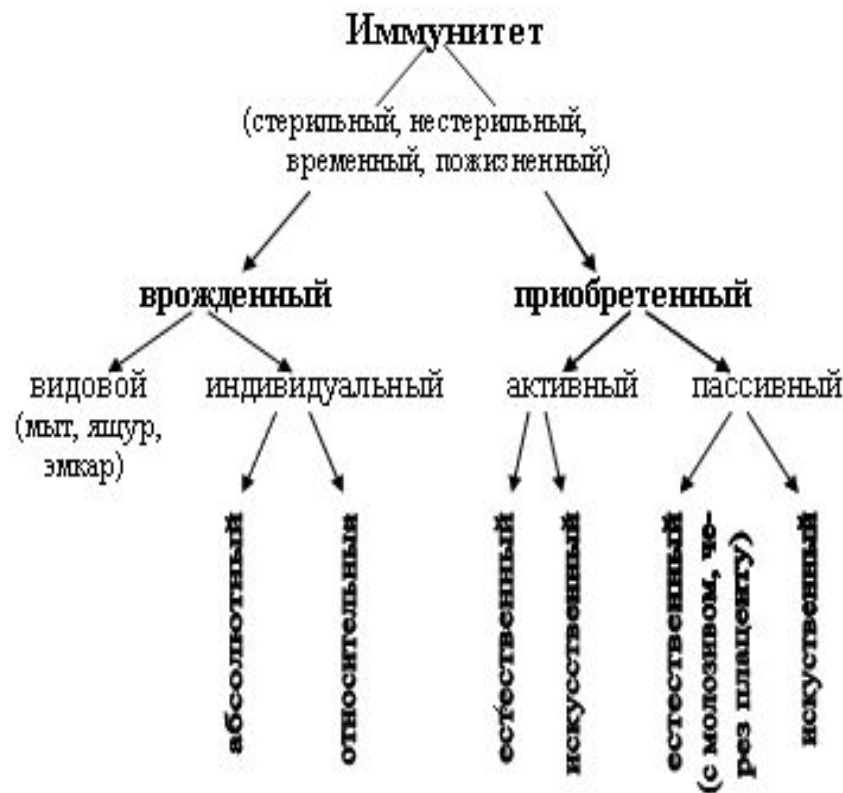 Иммунитет
(стерильный, нестерильный,
временный, пожизненный)
врожденный
приобретенный
видовой
(мыт, ящур,
эмкар)
индивидуальный
активный
пассивный
абсолютный
относительный
естественный
искусственный
естественный
(с молозивом, че-
рез плаценту)
искуственный